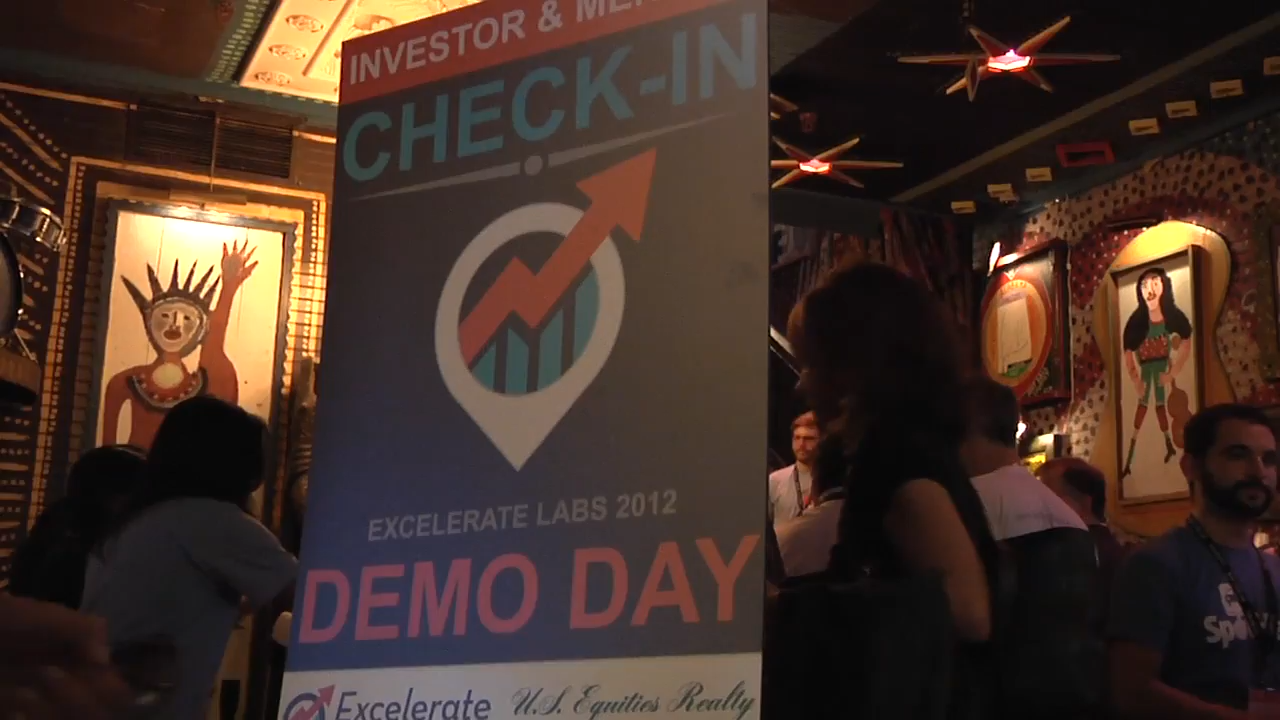 INVESTOR &
CHECK-IN
EXCELERATE LABS 2012
DEMO DAY
Excelerate
U.S. Equities Realty